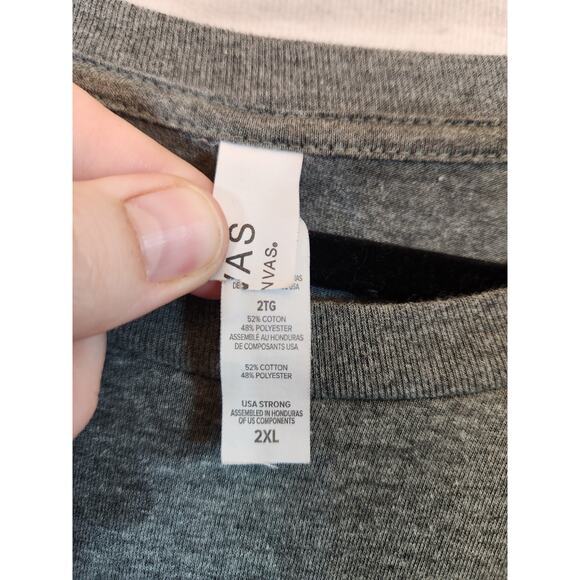 VAS
NVAS®
2TG
52% COTTON
48% POLYESTER
ASSEMBLÉ AU HONDURAS
DE COMPOSANTS USA
52% COTTON
48% POLYESTER
USA STRONG
ASSEMBLED IN HONDURAS
OF US COMPONENTS
2XL